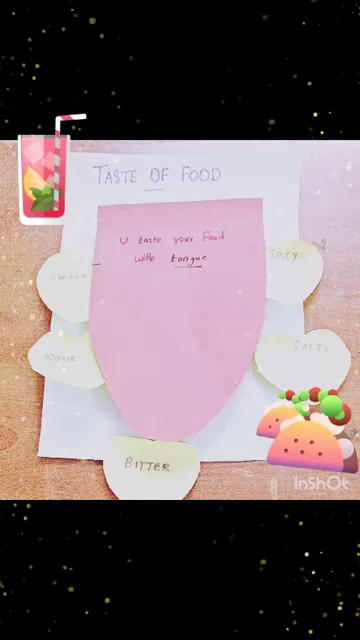 TASTE OF FOOD
U taste your Food
with tongue
SWEET
SPICY
SOUR
SALTY
BITTER
InShOt